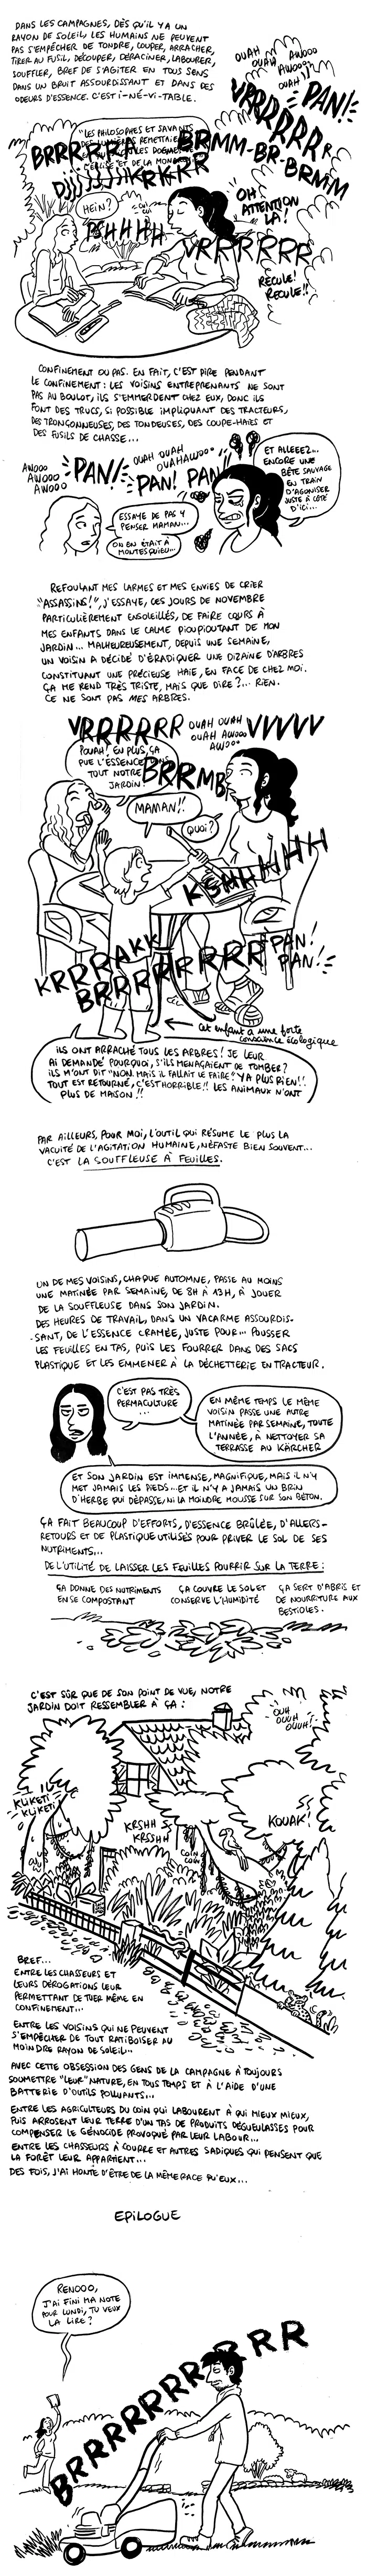 DANS LES CAMPAGNES, DÈS QU'IL Y A UN
RAYON DE SOLEIL, LES HUMAINS NE PEUVENT
PAS S'EMPÊCHER DE TONDRE, COUPER, ARRACHER,
TIRER AU FUSIL, DÉCOUPER, DÉRACINER, LABOURER,
SOUFFLER, BREF DE S'AGITER EN TOUS SENS
DANS UN BRUIT ASSOURDISSANT ET DANS DES
ODEURS D'ESSENCE. C'EST I-NÉ-VI-TABLE.
OUAH
OUAH
AWOOO
AWOOO
OUAH!
VRRRRRRR
PAN!!
"LES PHILOSOPHES ET SAVANTS
DES LUMIÈRES REMETTAIENT
LES DOGMES
ÉGLISE ET DE LA
BRRRRRRR
BRMM-BR-BRMM
DJJJJJJ
KRKRR
HEIN?
OH
ATTENTION
LÀ!
PSHHHH
VRRRRRR
RECULE!
RECULE!!
CONFINEMENT OU PAS. EN FAIT, C'EST PIRE PENDANT
LE CONFINEMENT: LES VOISINS ENTREPRENANTS NE SONT
PAS AU BOULOT, ILS S'EMMERDENT CHEZ EUX, DONC ILS
FONT DES TRUCS, SI POSSIBLE IMPLIQUANT DES TRACTEURS,
DES TRONÇONNEUSES, DES TONDEUSES, DES COUPE-HAIES ET
DES FUSILS DE CHASSE...
AWOOO
AWOOO
AWOOO
PAN!!
OUAH OUAH
OUAHAWOOO
PAN! PAN!
ET ALLEEZ...
ENCORE UNE
BÊTE SAUVAGE
EN TRAIN
D'AGONISER
JUSTE À CÔTÉ
D'ICI...
ESSAYE DE PAS Y
PENSER MAMAN...
ON EN ÉTAIT À
MONTESQUIEU...
REFOULANT MES LARMES ET MES ENVIES DE CRIER
"ASSASSINS!", J'ESSAYE, CES JOURS DE NOVEMBRE
PARTICULIÈREMENT ENSOLEILLÉS, DE FAIRE COURS À
MES ENFANTS DANS LE CALME PIOUPIOUTANT DE MON
JARDIN... MALHEUREUSEMENT, DEPUIS UNE SEMAINE,
UN VOISIN A DÉCIDÉ D'ÉRADIQUER UNE DIZAINE D'ARBRES
CONSTITUANT UNE PRÉCIEUSE HAIE, EN FACE DE CHEZ MOI.
ÇA ME REND TRÈS TRISTE, MAIS QUE DIRE?... RIEN.
CE NE SONT PAS MES ARBRES.
VRRRRRR
OUAH OUAH
OUAH AWOOO
AWOO
VVVVV
POUAH! EN PLUS, ÇA
PUE L'ESSENCE DANS
TOUT NOTRE
JARDIN!
BRRMB
MAMAN!!
QUOI?
KSHHHHHH
KRRRAKK
BRRRRRRRR
PAN!
PAN!
Cet enfant a une forte
conscience écologique
ILS ONT ARRACHÉ TOUS LES ARBRES! JE LEUR
AI DEMANDÉ POURQUOI, S'ILS MENAÇAIENT DE TOMBER?
ILS M'ONT DIT "NON, MAIS IL FALLAIT LE FAIRE". YA PLUS RIEN!!
TOUT EST RETOURNÉ, C'EST HORRIBLE!! LES ANIMAUX N'ONT
PLUS DE MAISON!!
PAR AILLEURS, POUR MOI, L'OUTIL QUI RÉSUME LE PLUS LA
VACUITÉ DE L'AGITATION HUMAINE, NÉFASTE BIEN SOUVENT...
C'EST LA SOUFFLEUSE À FEUILLES.
UN DE MES VOISINS, CHAQUE AUTOMNE, PASSE AU MOINS
UNE MATINÉE PAR SEMAINE, DE 8H À 13H, À JOUER
DE LA SOUFFLEUSE DANS SON JARDIN.
DES HEURES DE TRAVAIL, DANS UN VACARME ASSOURDIS-
-SANT, DE L'ESSENCE CRAMÉE, JUSTE POUR... POUSSER
LES FEUILLES EN TAS, PUIS LES FOURRER DANS DES SACS
PLASTIQUE ET LES EMMENER À LA DÉCHETTERIE EN TRACTEUR.
C'EST PAS TRÈS
PERMACULTURE
...
EN MÊME TEMPS LE MÊME
VOISIN PASSE UNE AUTRE
MATINÉE PAR SEMAINE, TOUTE
L'ANNÉE, À NETTOYER SA
TERRASSE AU KÄRCHER
ET SON JARDIN EST IMMENSE, MAGNIFIQUE, MAIS IL N'Y
MET JAMAIS LES PIEDS... ET IL N'Y A JAMAIS UN BRIN
D'HERBE QUI DÉPASSE, NI LA MOINDRE MOUSSE SUR SON BÉTON.
ÇA FAIT BEAUCOUP D'EFFORTS, D'ESSENCE BRÛLÉE, D'ALLERS-
RETOURS ET DE PLASTIQUE UTILISÉS POUR PRIVER LE SOL DE SES
NUTRIMENTS...
DE L'UTILITÉ DE LAISSER LES FEUILLES POURRIR SUR LA TERRE:
ÇA DONNE DES NUTRIMENTS
EN SE COMPOSTANT
ÇA COUVRE LE SOL ET
CONSERVE L'HUMIDITÉ
ÇA SERT D'ABRIS ET
DE NOURRITURE AUX
BESTIOLES.
C'EST SÛR QUE DE SON POINT DE VUE, NOTRE
JARDIN DOIT RESSEMBLER À ÇA:
OUH
OUUH
OUUH!
KUKETI
KUKETI
KRSHH
KRSSHH
KOUAK!
COIN
COIN
BREF...
ENTRE LES CHASSEURS ET
LEURS DÉROGATIONS LEUR
PERMETTANT DE TUER MÊME EN
CONFINEMENT...
ENTRE LES VOISINS QUI NE PEUVENT
S'EMPÊCHER DE TOUT RATIBOISER AU
MOINDRE RAYON DE SOLEIL...
AVEC CETTE OBSESSION DES GENS DE LA CAMPAGNE À TOUJOURS
SOUMETTRE "LEUR" NATURE, EN TOUS TEMPS ET À L'AIDE D'UNE
BATTERIE D'OUTILS POLLUANTS...
ENTRE LES AGRICULTEURS DU COIN QUI LABOURENT À QUI MIEUX MIEUX,
PUIS ARROSENT LEUR TERRE D'UN TAS DE PRODUITS DÉGUEULASSES POUR
COMPENSER LE GÉNOCIDE PROVOQUÉ PAR LEUR LABOUR...
ENTRE LES CHASSEURS À COURRE ET AUTRES SADIQUES QUI PENSENT QUE
LA FORÊT LEUR APPARTIENT...
DES FOIS, J'AI HONTE D'ÊTRE DE LA MÊME RACE QU'EUX...
EPILOGUE
RENOOO,
J'AI FINI MA NOTE
POUR LUNDI, TU VEUX
LA LIRE?
BRRRRRRRRRRR